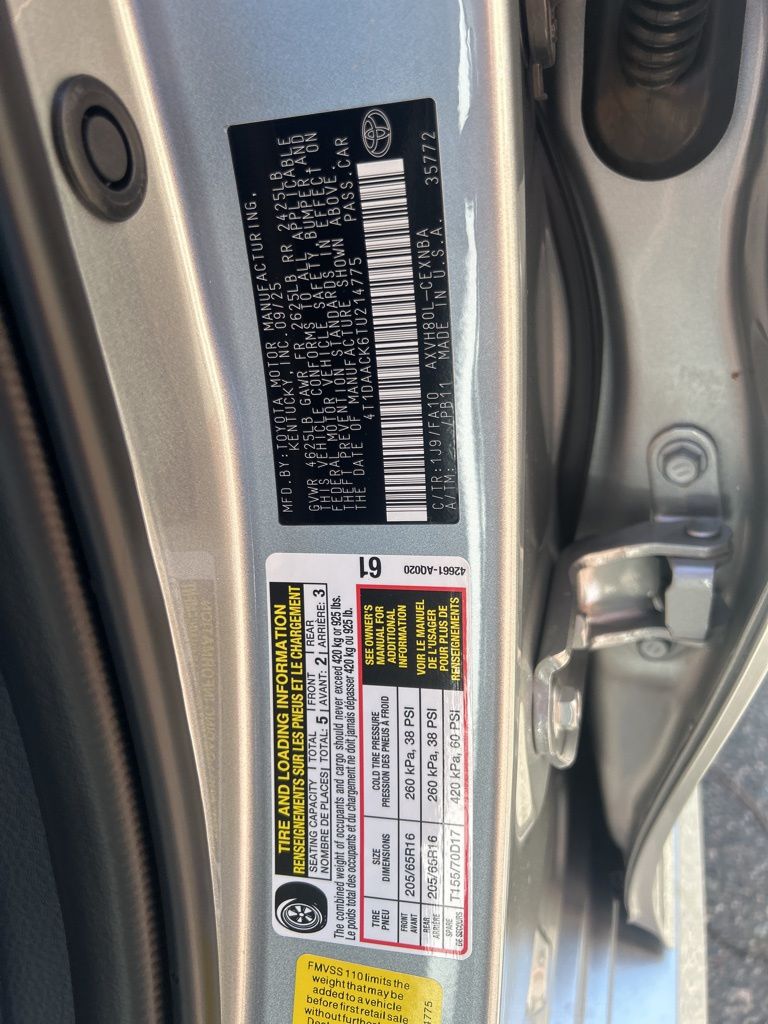 MFD. BY: TOYOTA MOTOR MANUFACTURING,
KENTUCKY, INC. 09/25
GVWR 4625LB GAWR FR 2625LB RR 2425LB
THIS VEHICLE CONFORMS TO ALL APPLICABLE
FEDERAL MOTOR VEHICLE SAFETY, BUMPER AND
THEFT PREVENTION STANDARDS IN EFFECT ON
THE DATE OF MANUFACTURE SHOWN ABOVE.
4T1DAACK6TU214775 PASS. CAR
C/TR: 1J9/FA10 AXVH80L-CEXNBA
A/TM: /PB11 MADE IN U.S.A. 35772
TIRE AND LOADING INFORMATION
RENSEIGNEMENTS SUR LES PNEUS ET LE CHARGEMENT
61
SEATING CAPACITY | TOTAL | FRONT | REAR
NOMBRE DE PLACES | TOTAL: 5 | AVANT: 2 | ARRIÈRE: 3
The combined weight of occupants and cargo should never exceed 420 kg or 925 lbs.
Le poids total des occupants et du chargement ne doit jamais dépasser 420 kg ou 925 lb.
TIRE PNEU SIZE DIMENSIONS COLD TIRE PRESSURE PRESSION DES PNEUS À FROID
FRONT AVANT 205/65R16 260 kPa, 38 PSI
REAR ARRIÈRE 205/65R16 260 kPa, 38 PSI
SPARE DE SECOURS T155/70D17 420 kPa, 60 PSI
SEE OWNER'S
MANUAL FOR
ADDITIONAL
INFORMATION
VOIR LE MANUEL
DE L'USAGER
POUR PLUS DE
RENSEIGNEMENTS
42661-AQ020
FMVSS 110 limits the
weight that may be
added to a vehicle
before first retail sale
without further
4775